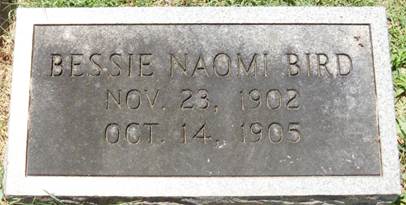 BESSIE NAOMI BIRD
NOV. 23, 1902
OCT. 14, 1905